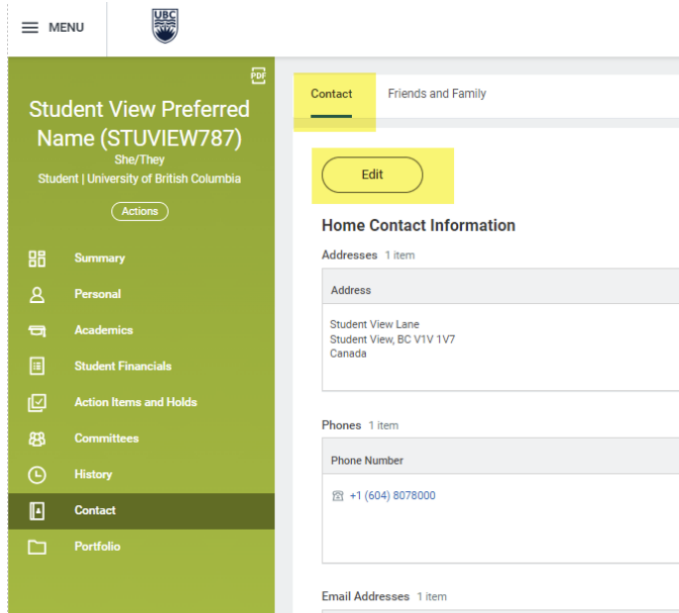 MENU
UBC
PDF
Student View Preferred
Name (STUVIEW787)
She/They
Student | University of British Columbia
Actions
Summary
Personal
Academics
Student Financials
Action Items and Holds
Committees
History
Contact
Portfolio
Contact Friends and Family
Edit
Home Contact Information
Addresses 1 item
Address
Student View Lane
Student View, BC V1V 1V7
Canada
Phones 1 item
Phone Number
+1 (604) 8078000
Email Addresses 1 item